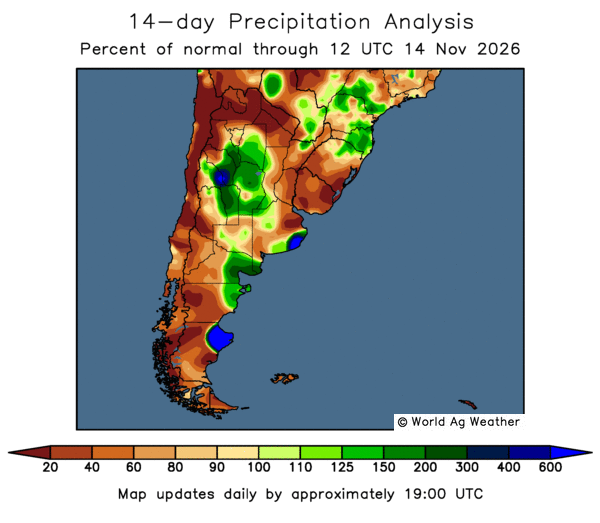 14-day Precipitation Analysis
Percent of normal through 12 UTC 14 Nov 2026
© World Ag Weather
20 40 60 80 90 100 110 125 150 200 300 400 600
Map updates daily by approximately 19:00 UTC